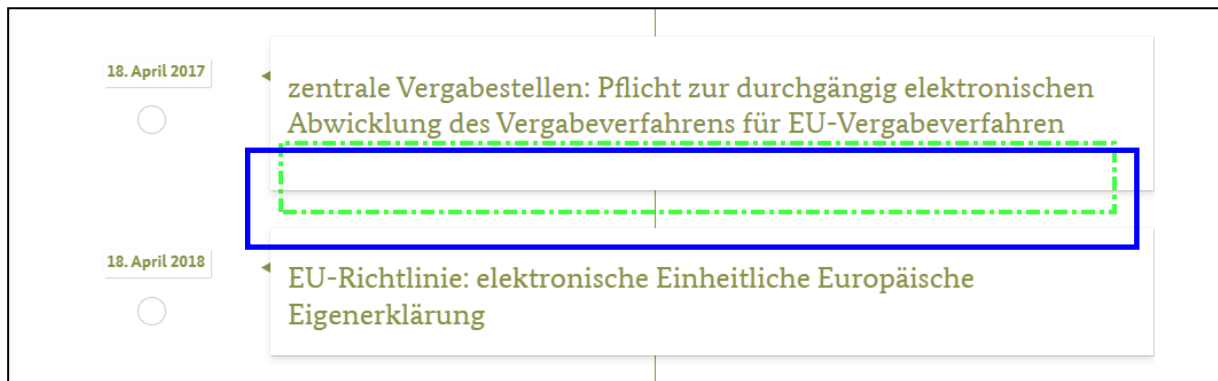 18. April 2017
zentrale Vergabestellen: Pflicht zur durchgängig elektronischen
Abwicklung des Vergabeverfahrens für EU-Vergabeverfahren
18. April 2018
EU-Richtlinie: elektronische Einheitliche Europäische
Eigenerklärung